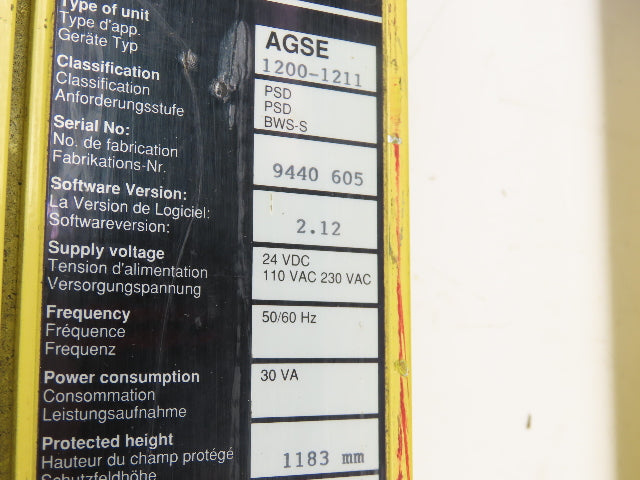 Type of unit
Type d'app.
Geräte Typ
AGSE
1200-1211
Classification
Classification
Anforderungsstufe
PSD
PSD
BWS-S
Serial No:
No. de fabrication
Fabrikations-Nr.
9440 605
Software Version:
La Version de Logiciel:
Softwareversion:
2.12
Supply voltage
Tension d'alimentation
Versorgungspannung
24 VDC
110 VAC 230 VAC
Frequency
Fréquence
Frequenz
50/60 Hz
Power consumption
Consommation
Leistungsaufnahme
30 VA
Protected height
Hauteur du champ protégé
Schutzfeldhöhe
1183 mm